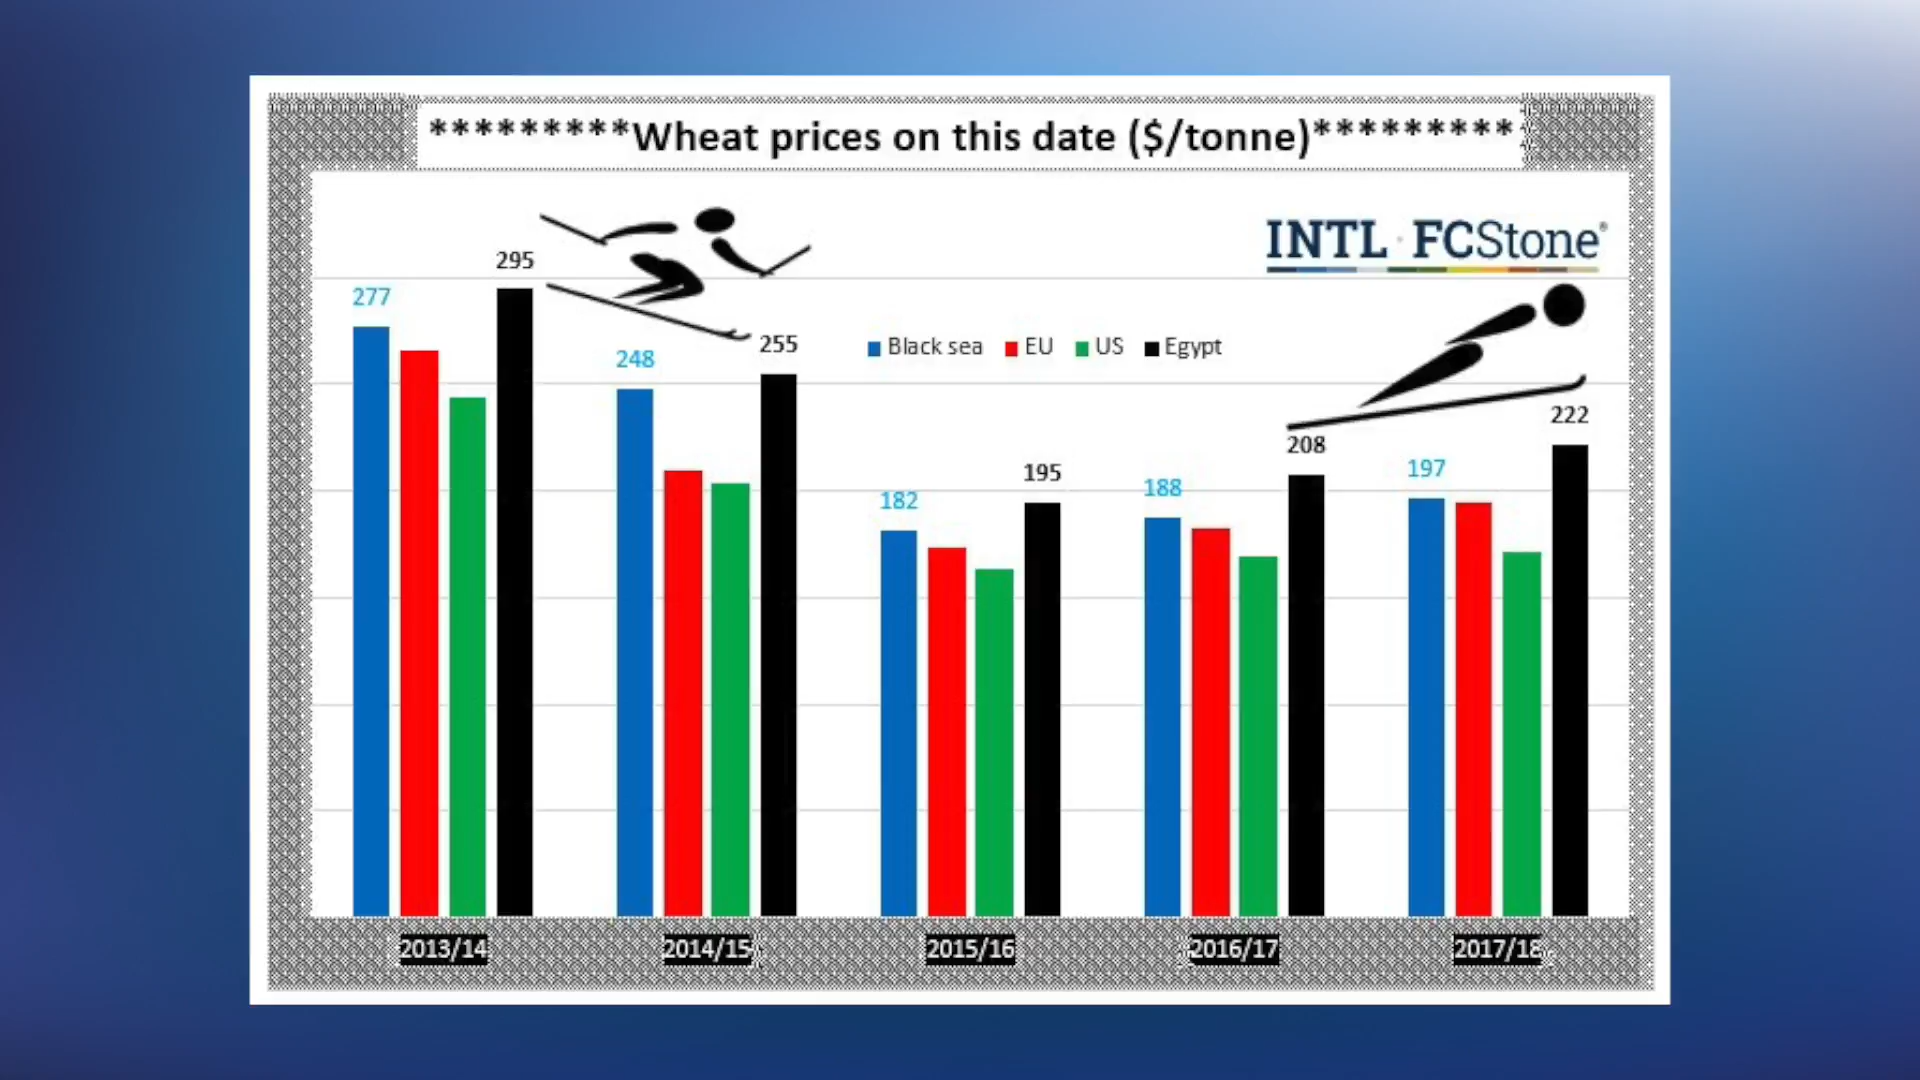 *********Wheat prices on this date ($/tonne)*********
INTL FCStone®
295
277
255
248
Black sea EU US Egypt
222
208
195
197
188
182
2013/14 2014/15 2015/16 2016/17 2017/18